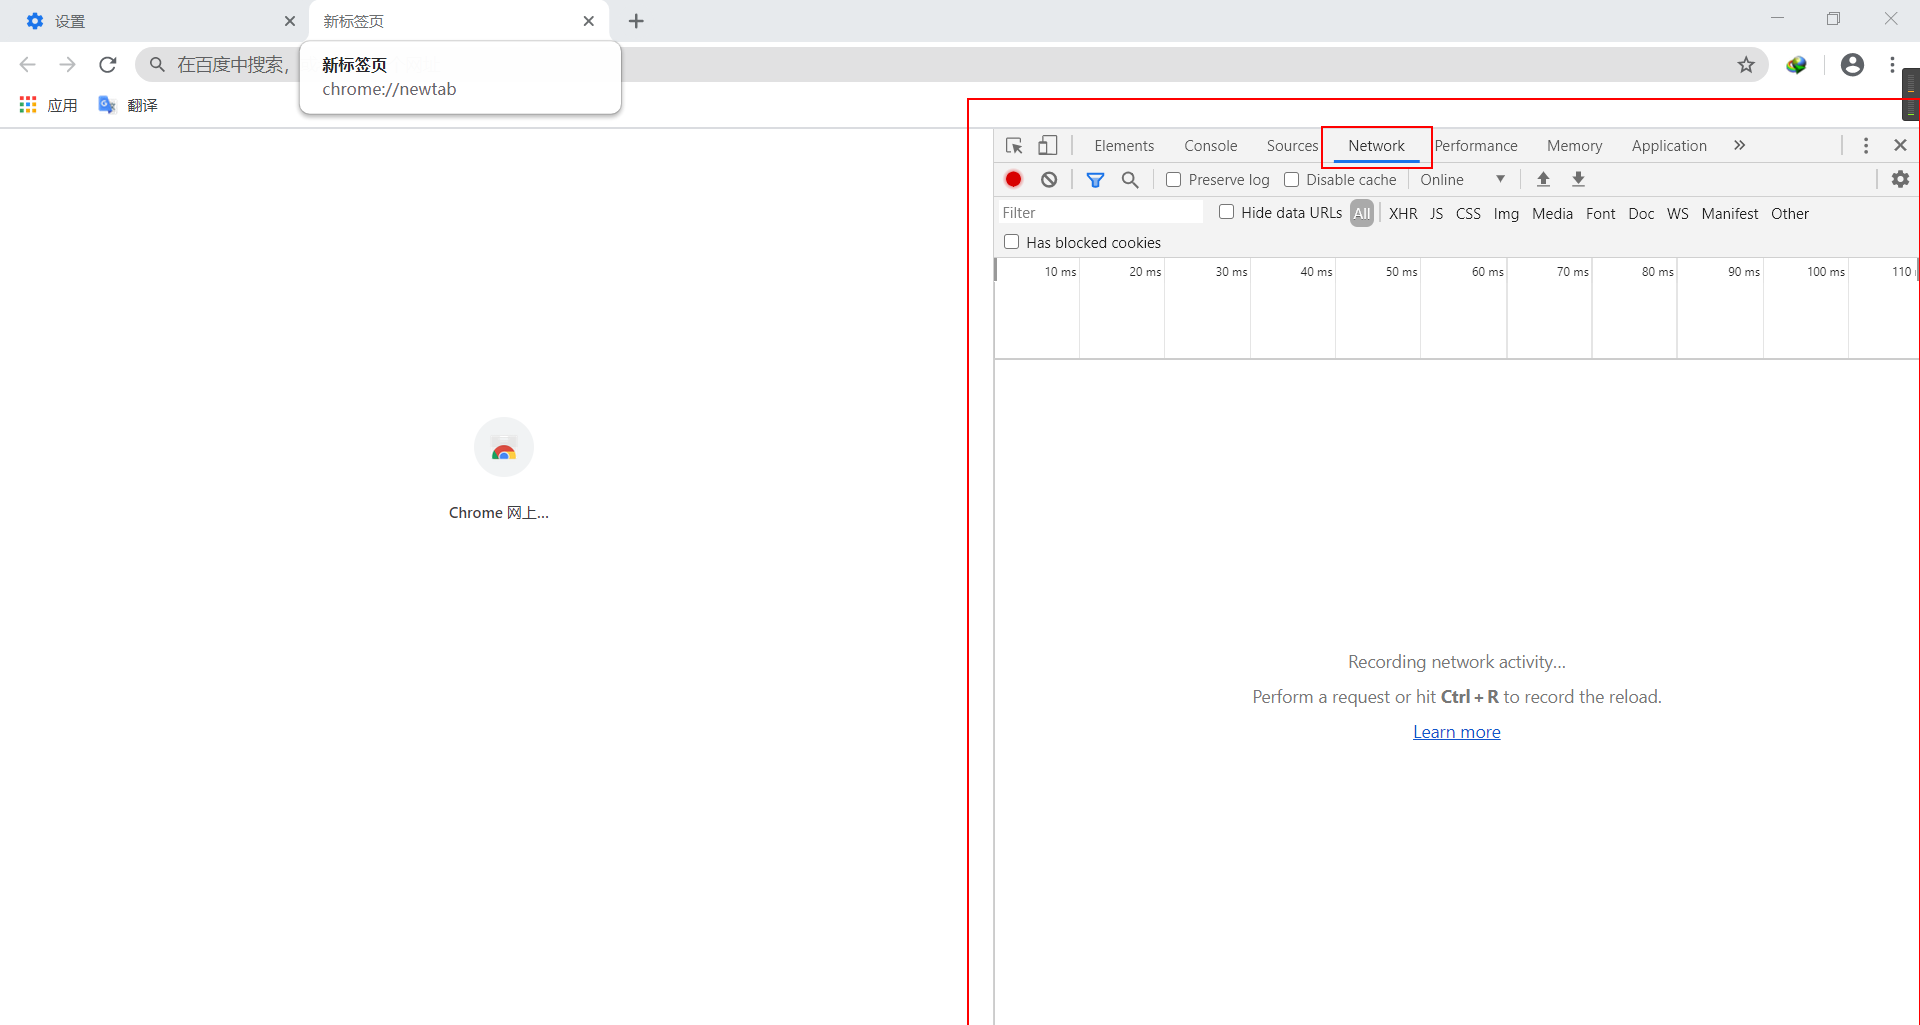 设置
新标签页
在百度中搜索，
新标签页
chrome://newtab
应用 翻译
Elements Console Sources Network Performance Memory Application
Preserve log Disable cache Online
Filter Hide data URLs All XHR JS CSS Img Media Font Doc WS Manifest Other
Has blocked cookies
10 ms 20 ms 30 ms 40 ms 50 ms 60 ms 70 ms 80 ms 90 ms 100 ms 110
Chrome 网上...
Recording network activity...
Perform a request or hit Ctrl + R to record the reload.
Learn more